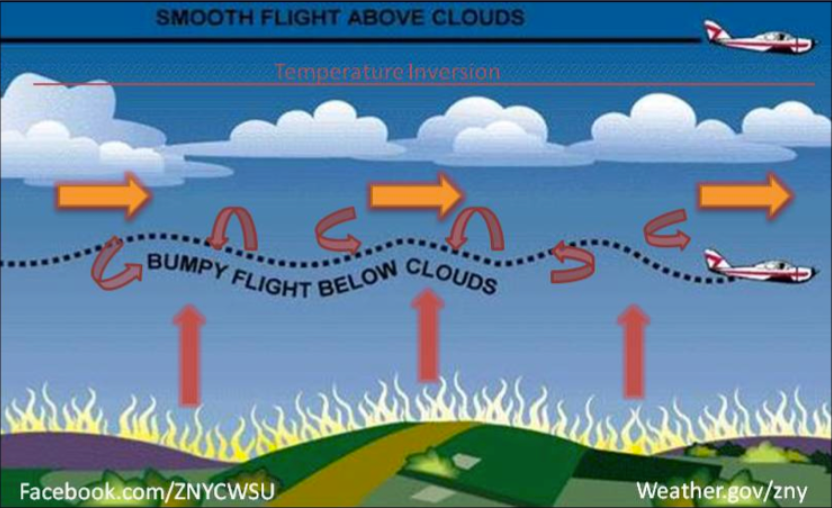 SMOOTH FLIGHT ABOVE CLOUDS
Temperature Inversion
BUMPY FLIGHT BELOW CLOUDS
Facebook.com/ZNYCWSU
Weather.gov/zny